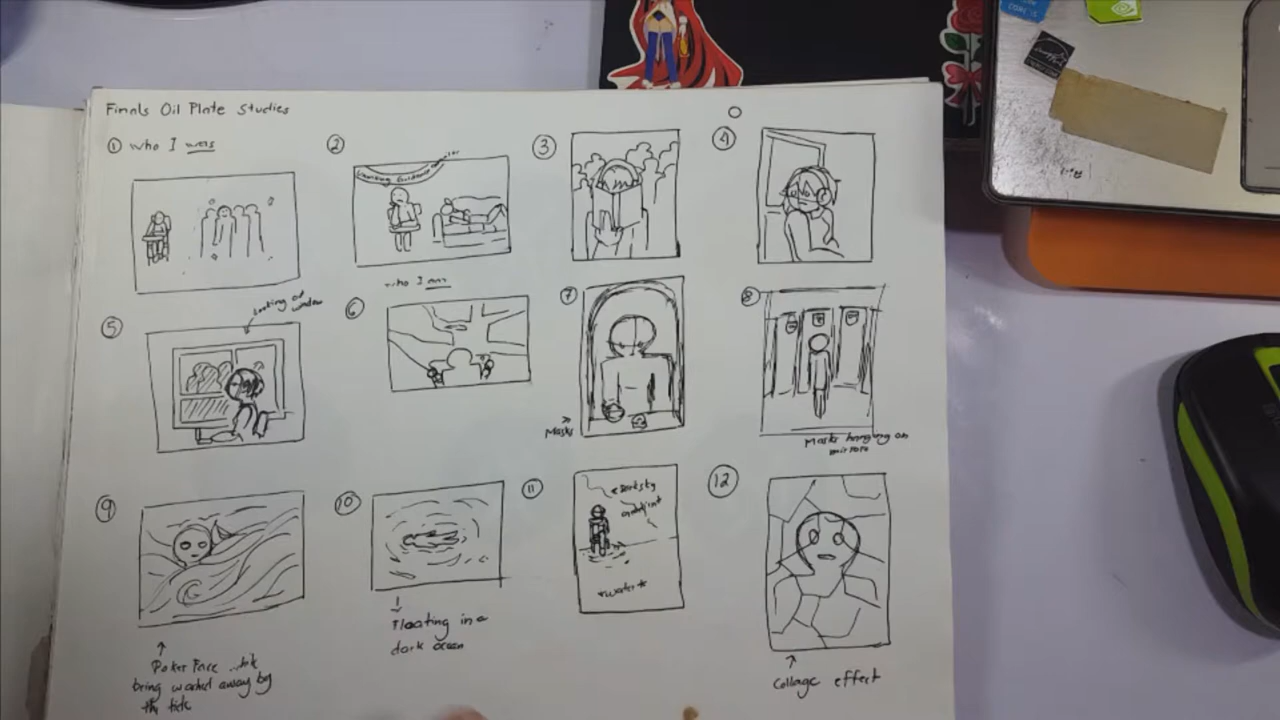 Finals Oil Plate Studies
① who I was
②
③
④
who I am
⑤
Looking at
window
⑥
⑦
Masks
⑧
Masks hanging on
mirrors
⑨
Poker Face
being washed away by
the tide
⑩
Floating in a
dark ocean
⑪
gradient
*water*
⑫
Collage effect